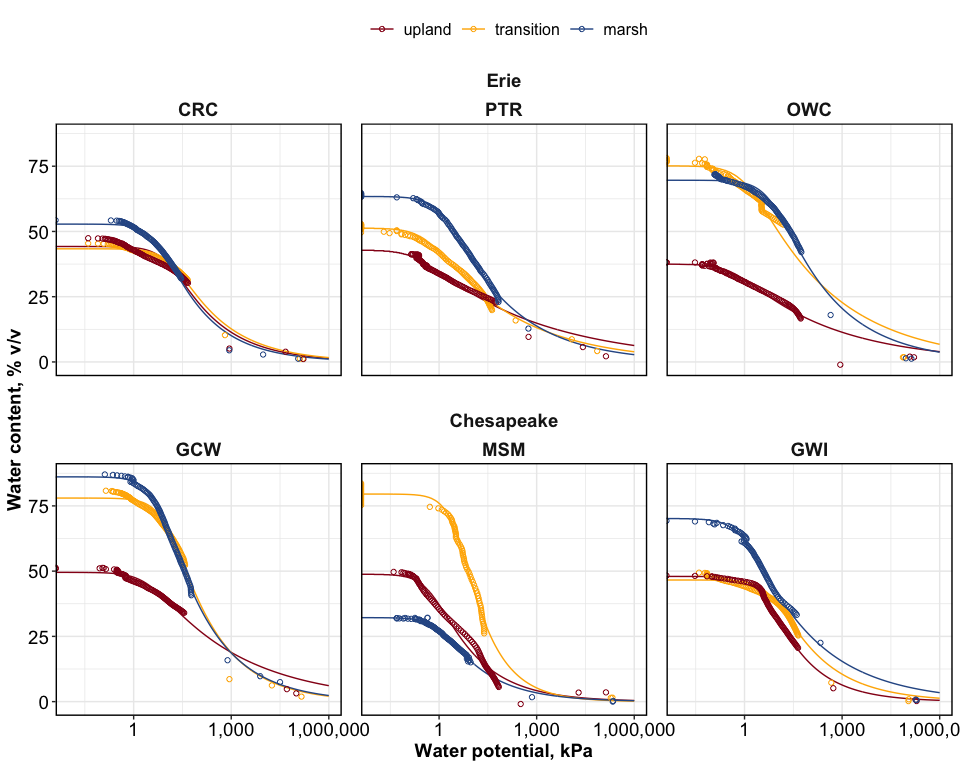 upland transition marsh
Erie
CRC PTR OWC
75
50
25
0
Water content, % v/v
Chesapeake
GCW MSM GWI
75
50
25
0
1 1,000 1,000,000 1 1,000 1,000,000 1 1,000 1,000,0
Water potential, kPa